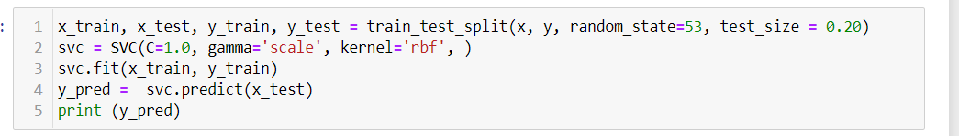 :
1 x_train, x_test, y_train, y_test = train_test_split(x, y, random_state=53, test_size = 0.20)
2 svc = SVC(C=1.0, gamma='scale', kernel='rbf', )
3 svc.fit(x_train, y_train)
4 y_pred =  svc.predict(x_test)
5 print (y_pred)